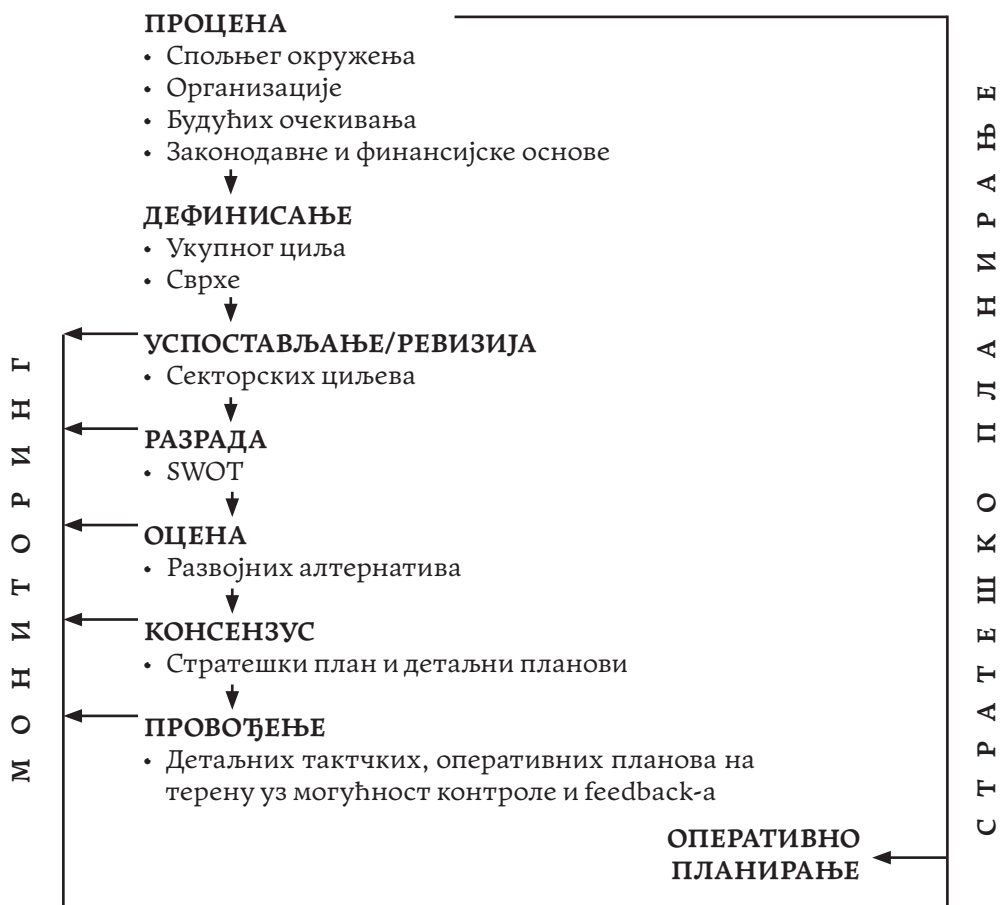 ПРОЦЕНА
• Спољњег окружења
• Организације
• Будућих очекивања
• Законодавне и финансијске основе
ДЕФИНИСАЊЕ
• Укупног циља
• Сврхе
УСПОСТАВЉАЊЕ/РЕВИЗИЈА
• Секторских циљева
РАЗРАДА
• SWOT
ОЦЕНА
• Развојних алтернатива
КОНСЕНЗУС
• Стратешки план и детаљни планови
ПРОВОЂЕЊЕ
• Детаљних тактчких, оперативних планова на
терену уз могућност контроле и feedback-а
ОПЕРАТИВНО
ПЛАНИРАЊЕ
МОНИТОРИНГ
СТРАТЕШКО ПЛАНИРАЊЕ